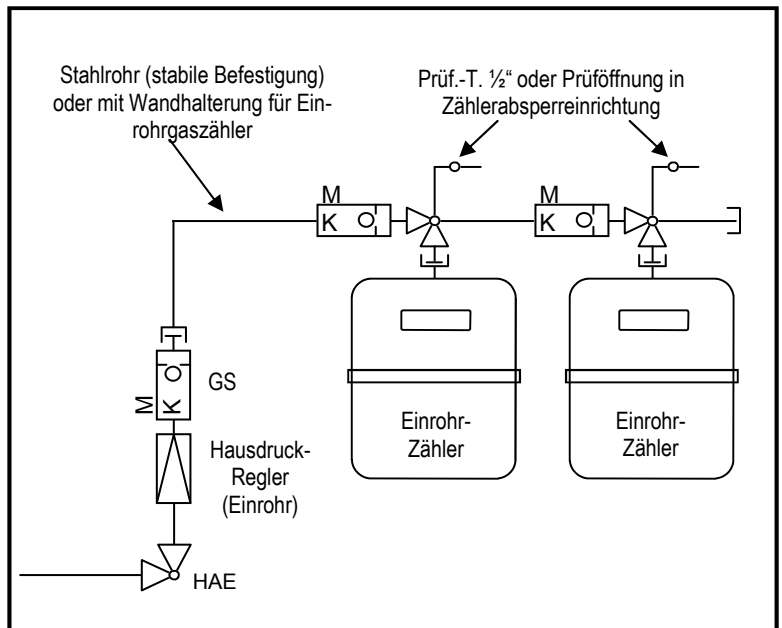 Stahlrohr (stabile Befestigung)
oder mit Wandhalterung für Ein-
rohrgaszähler
Prüf.-T. ½“ oder Prüföffnung in
Zählerabsperreinrichtung
M
K
M
K
M
K
GS
Hausdruck-
Regler
(Einrohr)
HAE
Einrohr-
Zähler
Einrohr-
Zähler